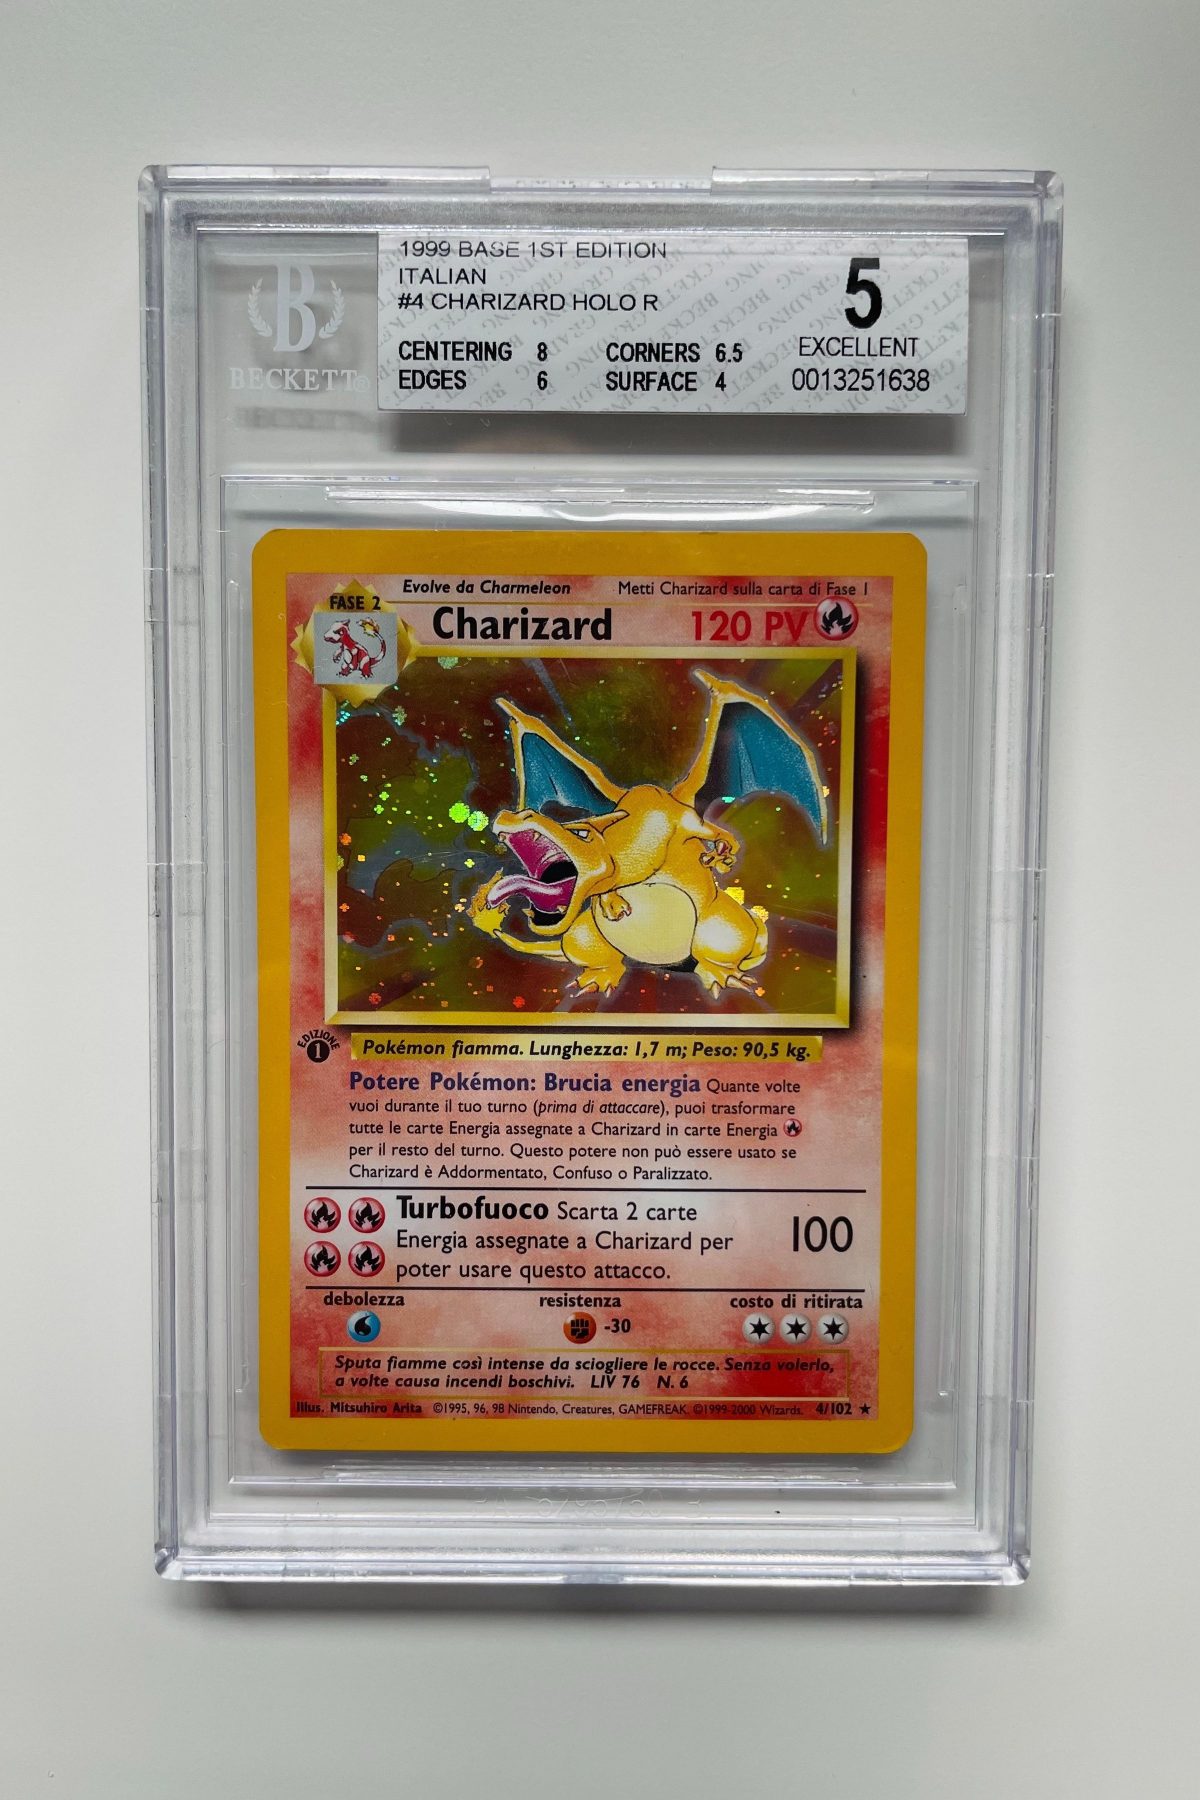 1999 BASE 1ST EDITION
ITALIAN
#4 CHARIZARD HOLO R
CENTERING 8 CORNERS 6.5
EDGES 6 SURFACE 4
5
EXCELLENT
0013251638
B
BECKETT®
Evolve da Charmeleon Metti Charizard sulla carta di Fase 1
FASE 2
Charizard 120 PV
EDIZIONE
1
Pokémon fiamma. Lunghezza: 1,7 m; Peso: 90,5 kg.
Potere Pokémon: Brucia energia Quante volte
vuoi durante il tuo turno (prima di attaccare), puoi trasformare
tutte le carte Energia assegnate a Charizard in carte Energia
per il resto del turno. Questo potere non può essere usato se
Charizard è Addormentato, Confuso o Paralizzato.
Turbofuoco Scarta 2 carte
Energia assegnate a Charizard per
poter usare questo attacco.
100
debolezza resistenza costo di ritirata
-30
Sputa fiamme così intense da sciogliere le rocce. Senza volerlo,
a volte causa incendi boschivi. LIV 76 N. 6
Illus. Mitsuhiro Arita ©1995, 96, 98 Nintendo, Creatures, GAMEFREAK. ©1999-2000 Wizards. 4/102 ★